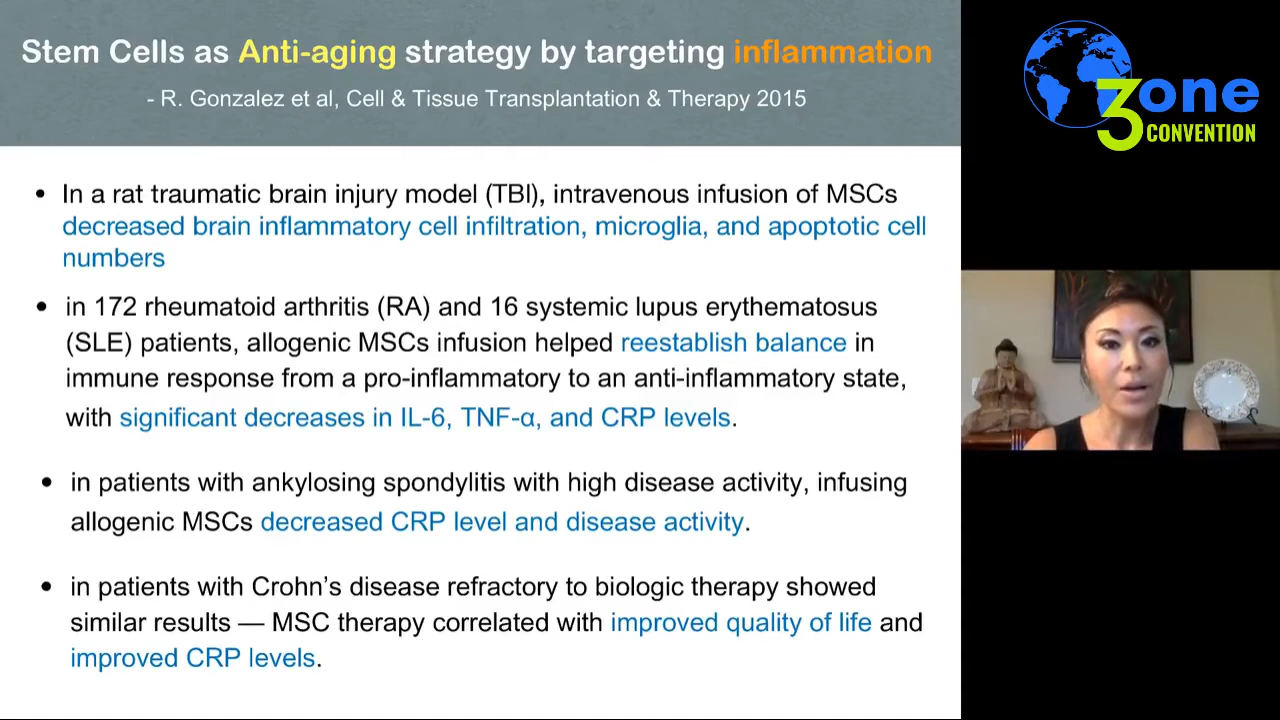 Stem Cells as Anti-aging strategy by targeting inflammation
- R. Gonzalez et al, Cell & Tissue Transplantation & Therapy 2015
• In a rat traumatic brain injury model (TBI), intravenous infusion of MSCs
decreased brain inflammatory cell infiltration, microglia, and apoptotic cell
numbers
• in 172 rheumatoid arthritis (RA) and 16 systemic lupus erythematosus
(SLE) patients, allogenic MSCs infusion helped reestablish balance in
immune response from a pro-inflammatory to an anti-inflammatory state,
with significant decreases in IL-6, TNF-α, and CRP levels.
• in patients with ankylosing spondylitis with high disease activity, infusing
allogenic MSCs decreased CRP level and disease activity.
• in patients with Crohn’s disease refractory to biologic therapy showed
similar results — MSC therapy correlated with improved quality of life and
improved CRP levels.
O3one
CONVENTION